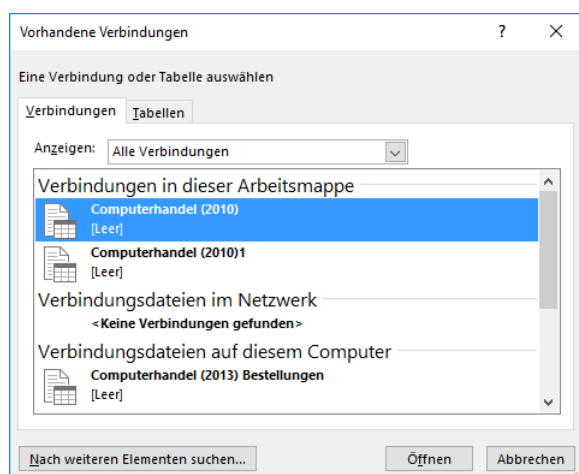 Vorhandene Verbindungen
Eine Verbindung oder Tabelle auswählen
Verbindungen Tabellen
Anzeigen: Alle Verbindungen
Verbindungen in dieser Arbeitsmappe
Computerhandel (2010)
[Leer]
Computerhandel (2010)1
[Leer]
Verbindungsdateien im Netzwerk
<Keine Verbindungen gefunden>
Verbindungsdateien auf diesem Computer
Computerhandel (2013) Bestellungen
[Leer]
Nach weiteren Elementen suchen... Öffnen Abbrechen